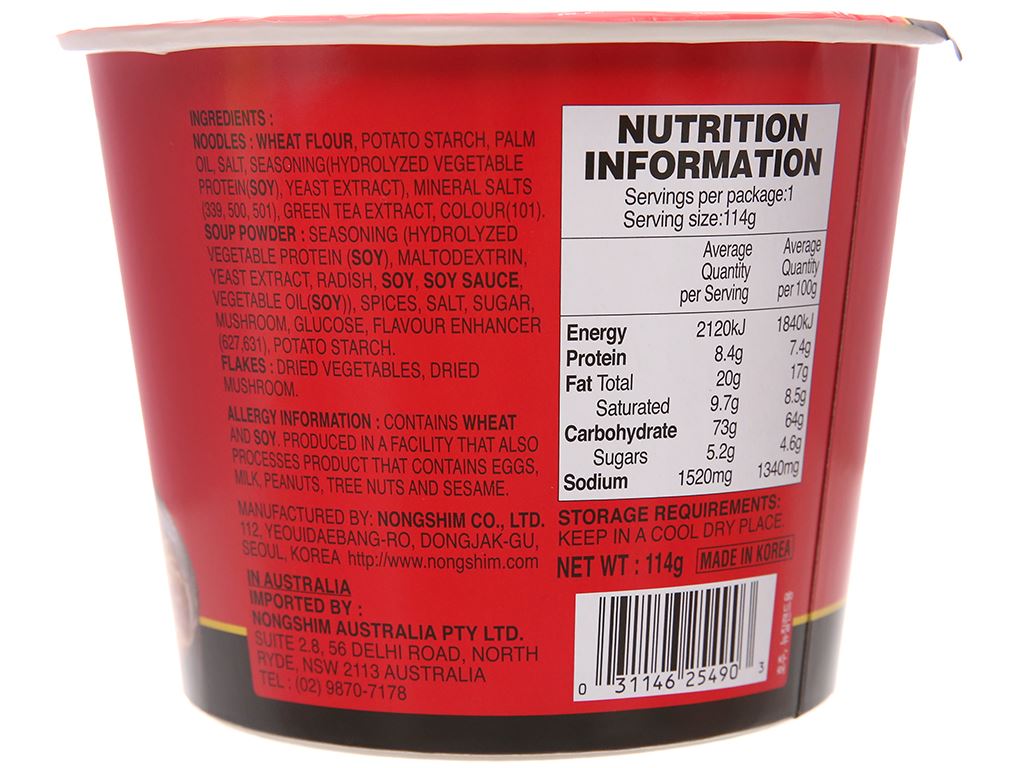 INGREDIENTS :
NOODLES : WHEAT FLOUR, POTATO STARCH, PALM
OIL, SALT, SEASONING(HYDROLYZED VEGETABLE
PROTEIN(SOY), YEAST EXTRACT), MINERAL SALTS
(339, 500, 501), GREEN TEA EXTRACT, COLOUR(101).
SOUP POWDER : SEASONING (HYDROLYZED
VEGETABLE PROTEIN (SOY), MALTODEXTRIN,
YEAST EXTRACT, RADISH, SOY, SOY SAUCE,
VEGETABLE OIL(SOY)), SPICES, SALT, SUGAR,
MUSHROOM, GLUCOSE, FLAVOUR ENHANCER
(627,631), POTATO STARCH.
FLAKES : DRIED VEGETABLES, DRIED
MUSHROOM.
ALLERGY INFORMATION : CONTAINS WHEAT
AND SOY. PRODUCED IN A FACILITY THAT ALSO
PROCESSES PRODUCT THAT CONTAINS EGGS,
MILK, PEANUTS, TREE NUTS AND SESAME.
MANUFACTURED BY: NONGSHIM CO., LTD.
112, YEOUIDAEBANG-RO, DONGJAK-GU,
SEOUL, KOREA http://www.nongshim.com
IN AUSTRALIA
IMPORTED BY :
NONGSHIM AUSTRALIA PTY LTD.
SUITE 2.8, 56 DELHI ROAD, NORTH
RYDE, NSW 2113 AUSTRALIA
TEL : (02) 9870-7178
NUTRITION
INFORMATION
Servings per package:1
Serving size:114g
Average Average
Quantity Quantity
per Serving per 100g
Energy 2120kJ 1840kJ
Protein 8.4g 7.4g
Fat Total 20g 17g
Saturated 9.7g 8.5g
Carbohydrate 73g 64g
Sugars 5.2g 4.6g
Sodium 1520mg 1340mg
STORAGE REQUIREMENTS:
KEEP IN A COOL DRY PLACE.
NET WT : 114g MADE IN KOREA
0 31146 25490 3
호주, 뉴질랜드용